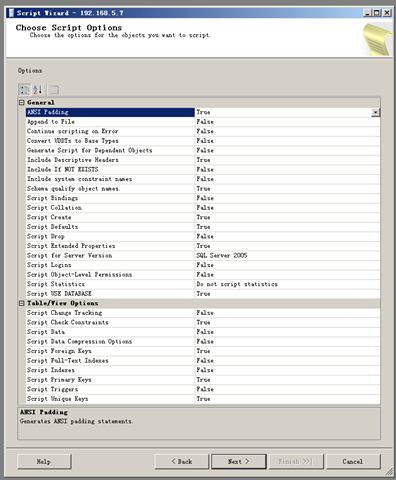 Script Wizard - 192.168.5.7
Choose Script Options
Choose the options for the objects you want to script.
Options
General
ANSI Padding True
Append to File False
Continue scripting on Error False
Convert UDDTs to Base Types False
Generate Script for Dependent Objects False
Include Descriptive Headers True
Include If NOT EXISTS False
Include system constraint names False
Schema qualify object names. True
Script Bindings False
Script Collation False
Script Create True
Script Defaults True
Script Drop False
Script Extended Properties True
Script for Server Version SQL Server 2005
Script Logins False
Script Object-Level Permissions False
Script Statistics Do not script statistics
Script USE DATABASE True
Table/View Options
Script Change Tracking False
Script Check Constraints True
Script Data False
Script Data Compression Options False
Script Foreign Keys True
Script Full-Text Indexes False
Script Indexes False
Script Primary Keys True
Script Triggers False
Script Unique Keys True
ANSI Padding
Generates ANSI padding statements.
Help < Back Next > Finish >>| Cancel